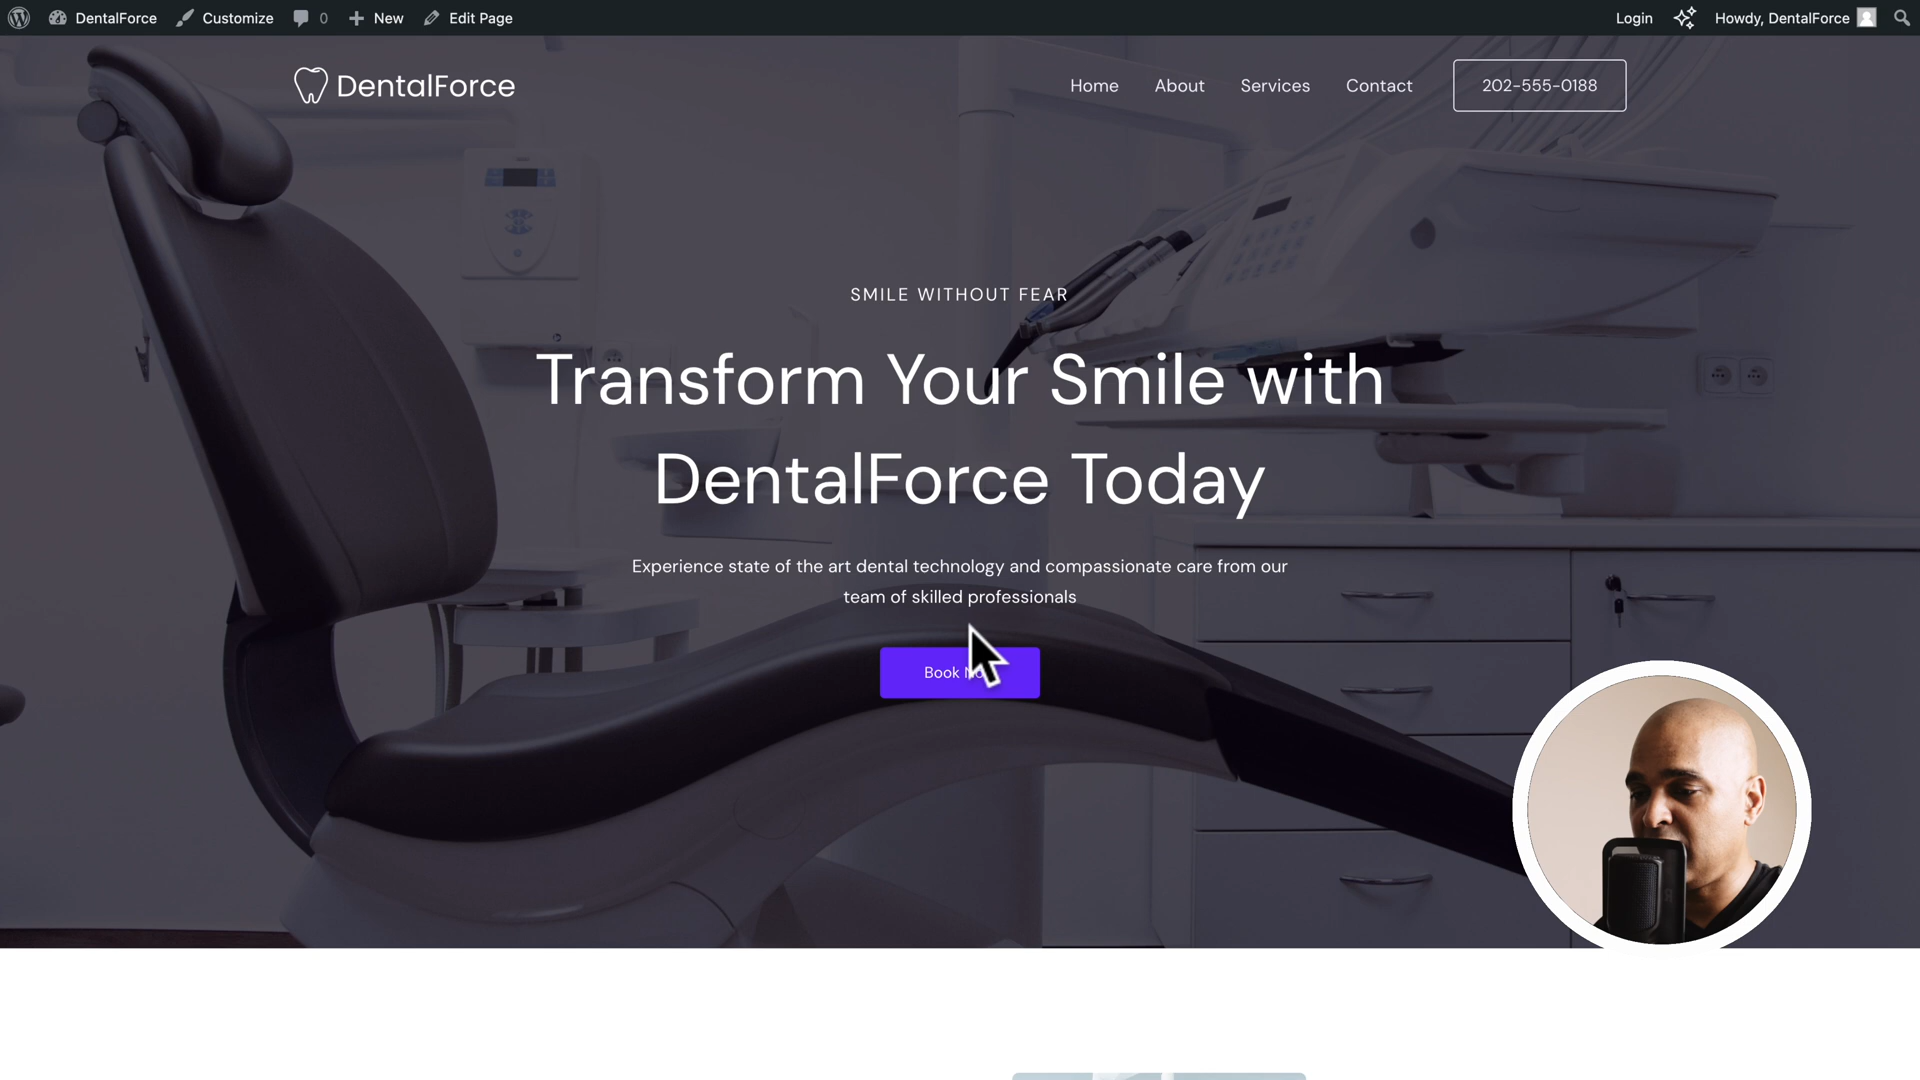 DentalForce Customize 0 New Edit Page Login Howdy, DentalForce
DentalForce Home About Services Contact 202-555-0188
SMILE WITHOUT FEAR
Transform Your Smile with
DentalForce Today
Experience state of the art dental technology and compassionate care from our
team of skilled professionals
Book